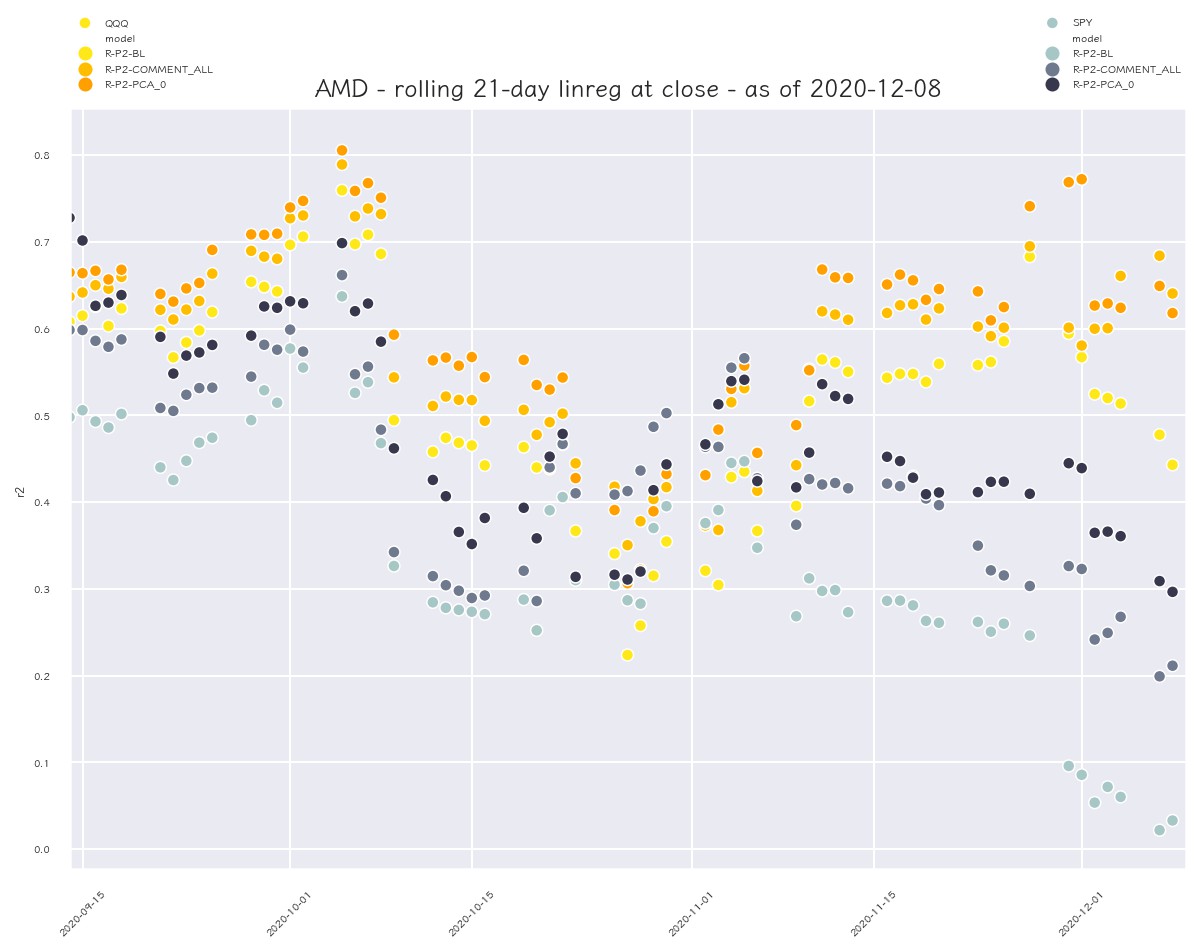 QQQ
model
R-P2-BL
R-P2-COMMENT_ALL
R-P2-PCA_0
SPY
model
R-P2-BL
R-P2-COMMENT_ALL
R-P2-PCA_0
AMD - rolling 21-day linreg at close - as of 2020-12-08
0.8
0.7
0.6
0.5
0.4
0.3
0.2
0.1
0.0
r2
2020-09-15
2020-10-01
2020-10-15
2020-11-01
2020-11-15
2020-12-01